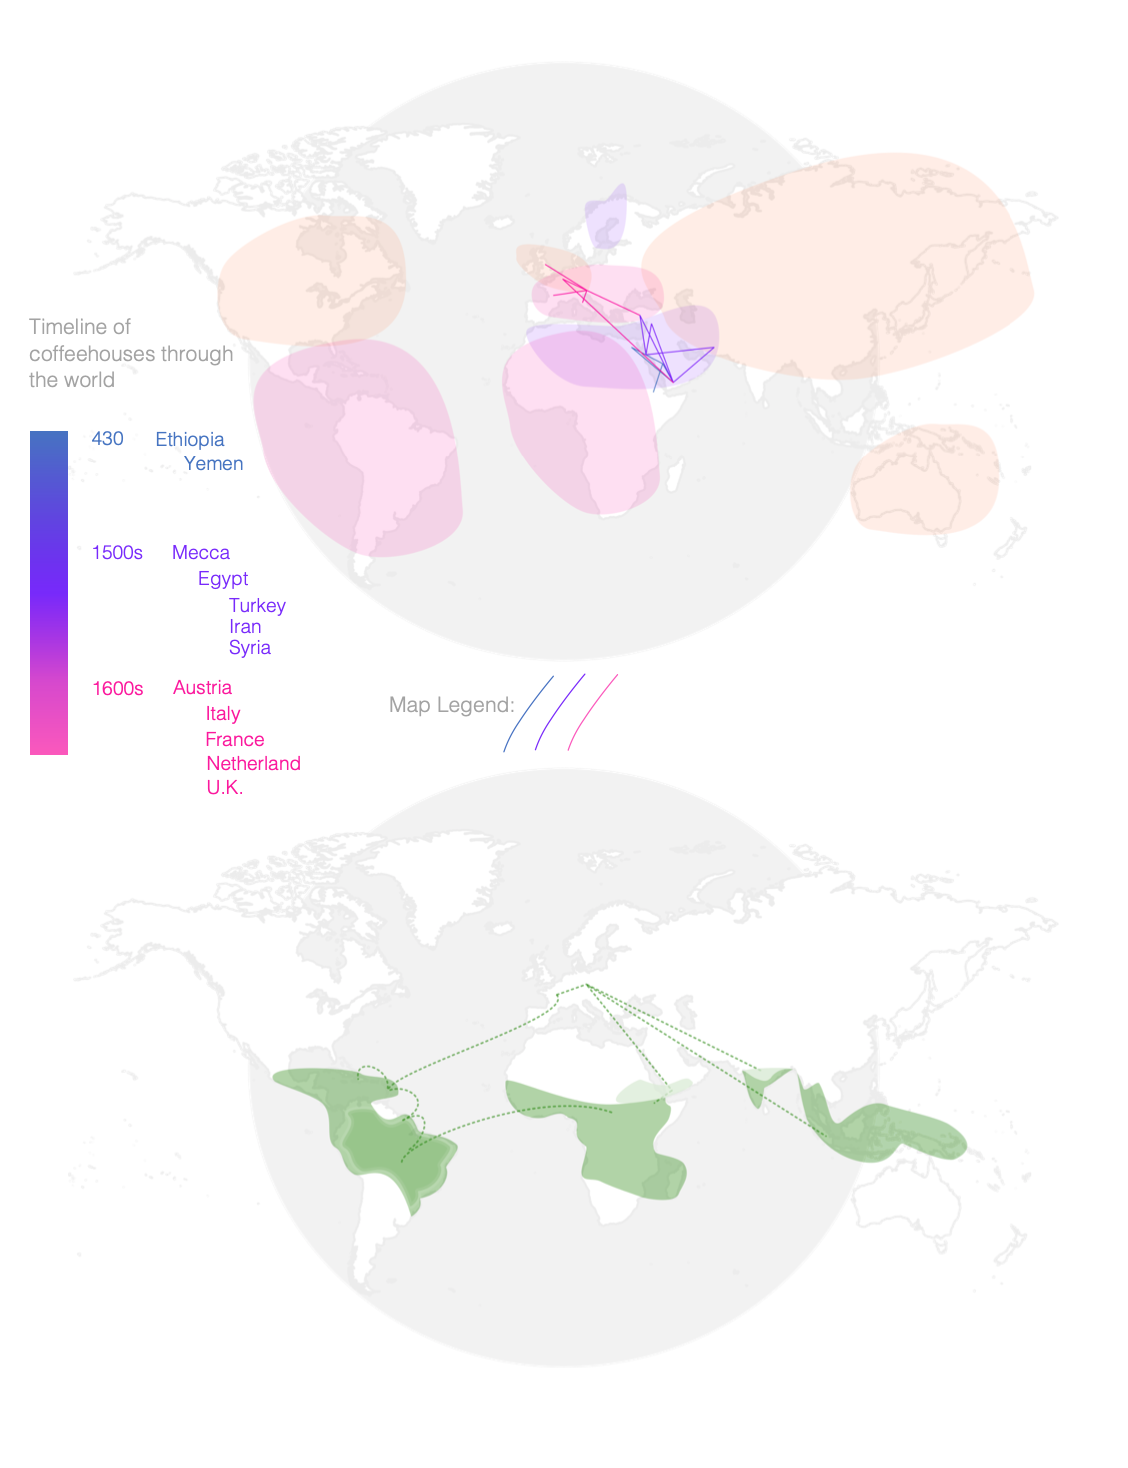 Timeline of
coffeehouses through
the world
430 Ethiopia
Yemen
1500s Mecca
Egypt
Turkey
Iran
Syria
1600s Austria
Italy
France
Netherland
U.K.
Map Legend: